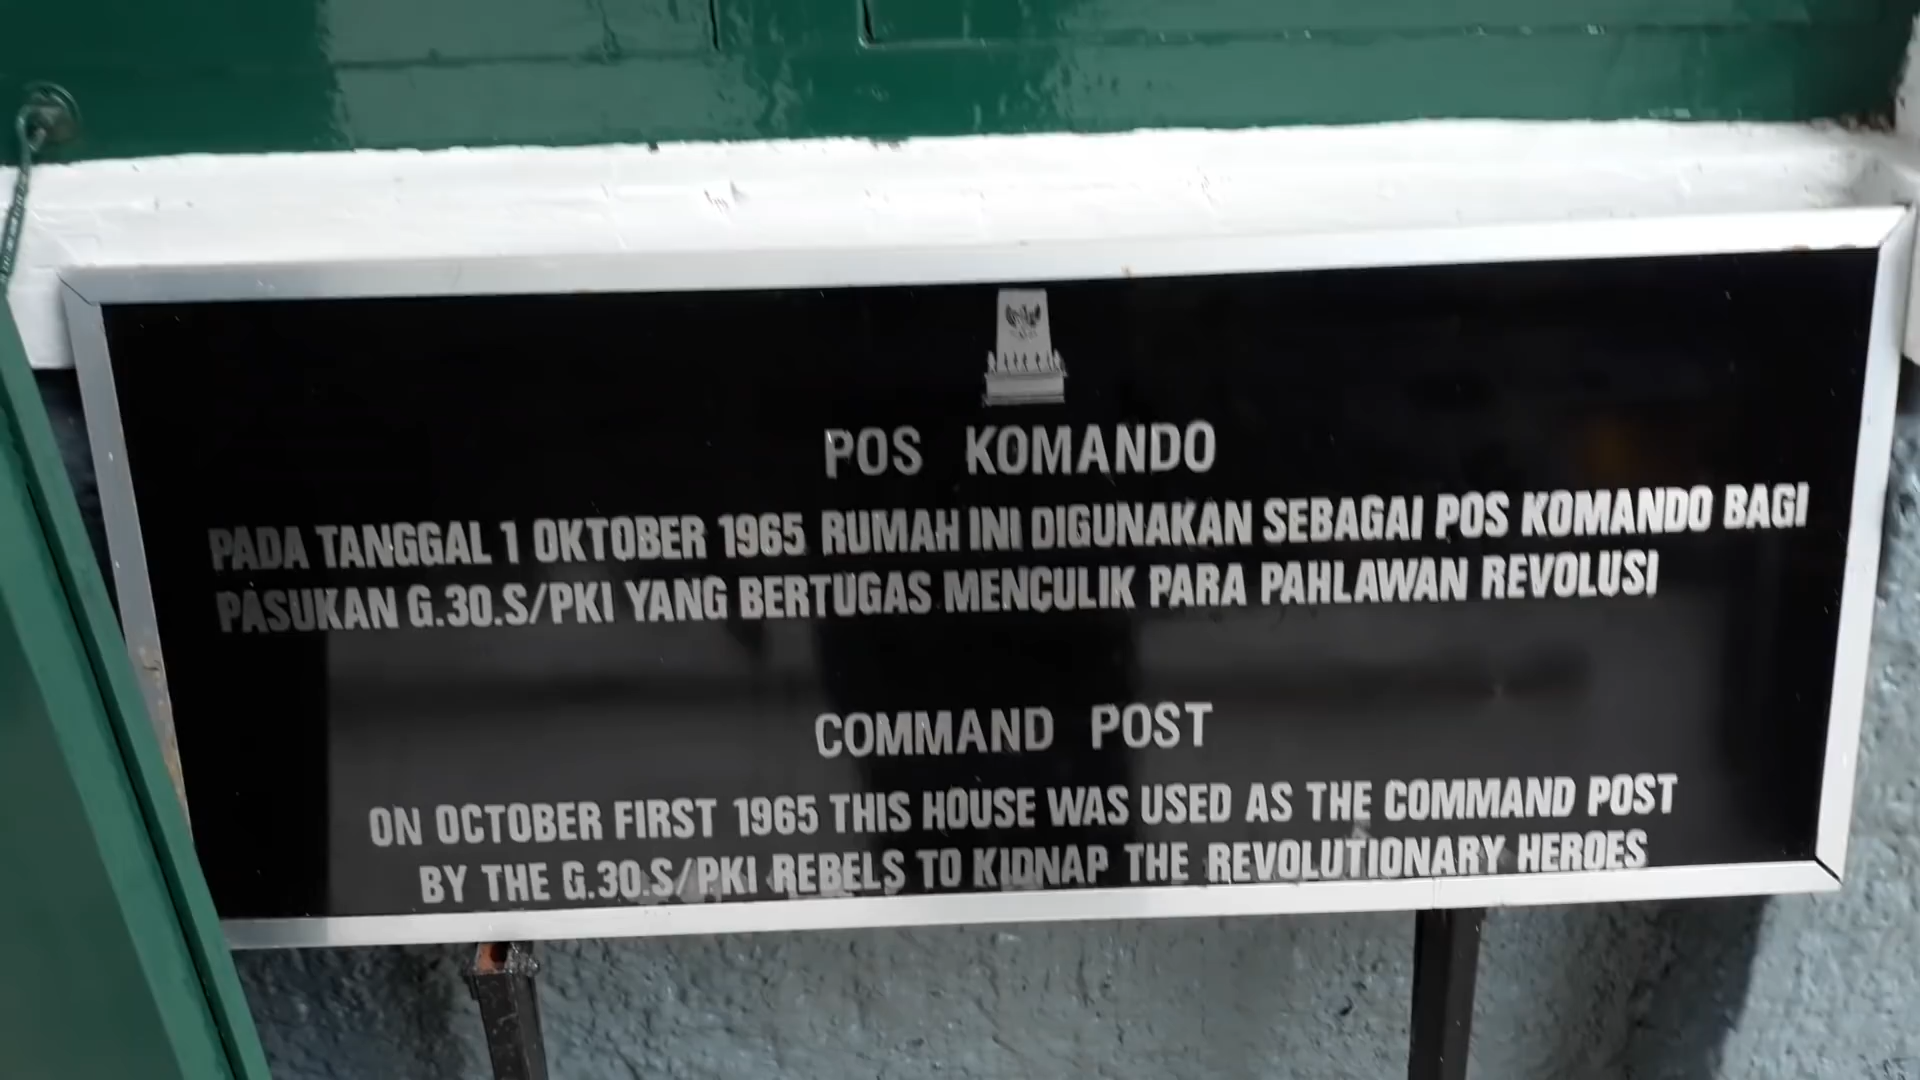 POS KOMANDO
PADA TANGGAL 1 OKTOBER 1965 RUMAH INI DIGUNAKAN SEBAGAI POS KOMANDO BAGI
PASUKAN G.30.S/PKI YANG BERTUGAS MENCULIK PARA PAHLAWAN REVOLUSI
COMMAND POST
ON OCTOBER FIRST 1965 THIS HOUSE WAS USED AS THE COMMAND POST
BY THE G.30.S/PKI REBELS TO KIDNAP THE REVOLUTIONARY HEROES